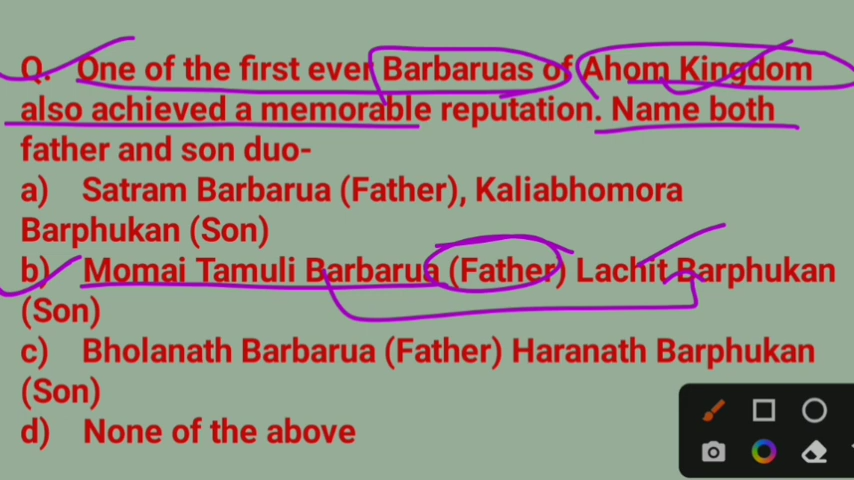 Q. One of the first ever Barbaruas of Ahom Kingdom
also achieved a memorable reputation. Name both
father and son duo-
a) Satram Barbarua (Father), Kaliabhomora
Barphukan (Son)
b) Momai Tamuli Barbarua (Father) Lachit Barphukan
(Son)
c) Bholanath Barbarua (Father) Haranath Barphukan
(Son)
d) None of the above